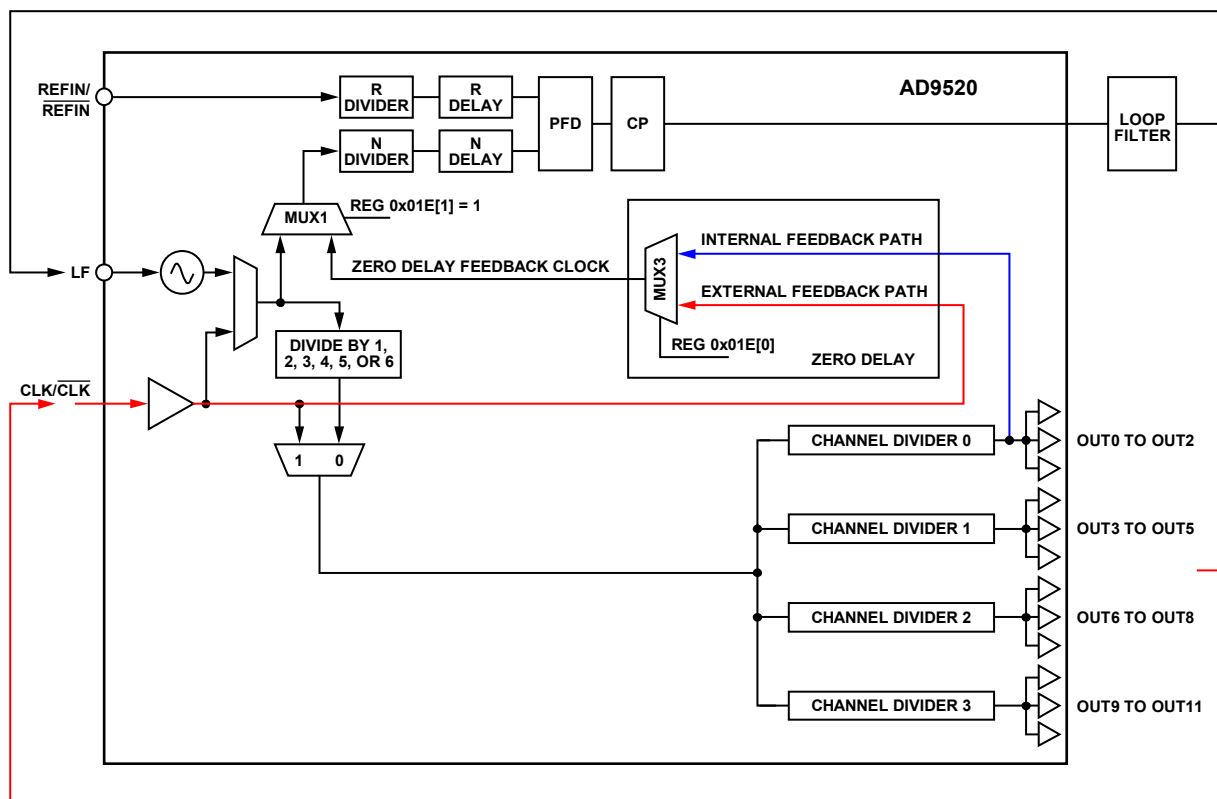 AD9520
REFIN/
REFIN
R
DIVIDER
R
DELAY
PFD
CP
LOOP
FILTER
N
DIVIDER
N
DELAY
REG 0x01E[1] = 1
MUX1
INTERNAL FEEDBACK PATH
MUX3
ZERO DELAY FEEDBACK CLOCK
LF
EXTERNAL FEEDBACK PATH
REG 0x01E[0]
ZERO DELAY
DIVIDE BY 1,
2, 3, 4, 5, OR 6
CLK/CLK
1 0
CHANNEL DIVIDER 0
OUT0 TO OUT2
CHANNEL DIVIDER 1
OUT3 TO OUT5
CHANNEL DIVIDER 2
OUT6 TO OUT8
CHANNEL DIVIDER 3
OUT9 TO OUT11